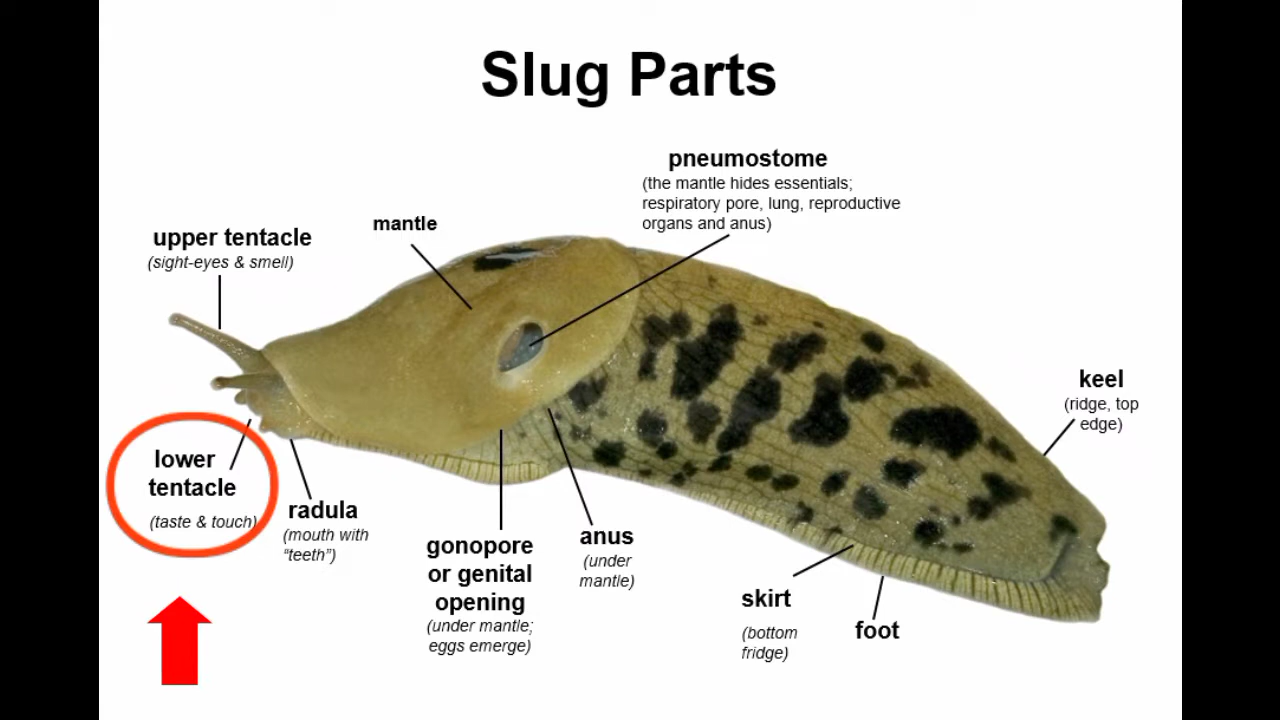 Slug Parts
pneumostome
(the mantle hides essentials;
respiratory pore, lung, reproductive
organs and anus)
mantle
upper tentacle
(sight-eyes & smell)
keel
(ridge, top
edge)
lower
tentacle
(taste & touch)
radula
(mouth with
“teeth”)
gonopore
or genital
opening
(under mantle;
eggs emerge)
anus
(under
mantle)
skirt
(bottom
fridge)
foot